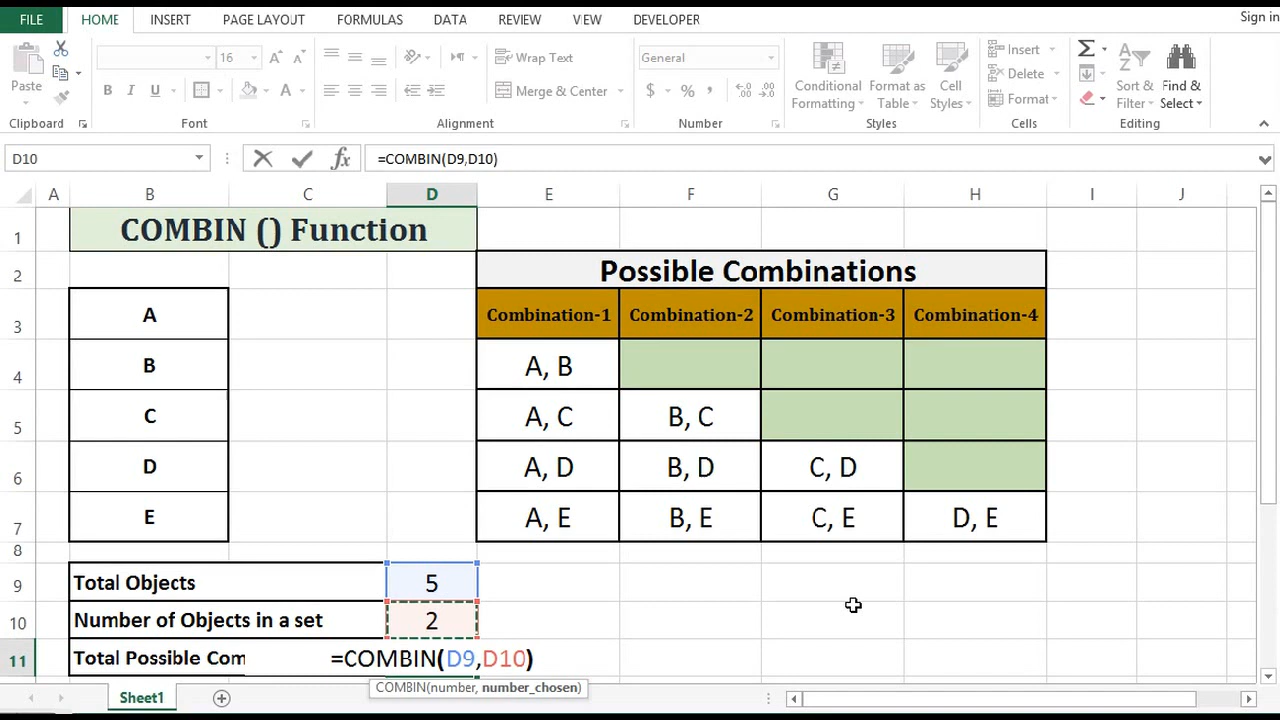 Sign in
FILE HOME INSERT PAGE LAYOUT FORMULAS DATA REVIEW VIEW DEVELOPER
16 A A Wrap Text General Insert
Paste Conditional Format as Cell Delete Sort & Find &
B I U A Merge & Center $ % , Formatting Table Styles Format Filter Select
Clipboard Font Alignment Number Styles Cells Editing
D10 fx =COMBIN(D9,D10)
A B C D E F G H I J
1 COMBIN () Function
2 Possible Combinations
3 A Combination-1 Combination-2 Combination-3 Combination-4
4 B A, B
5 C A, C B, C
6 D A, D B, D C, D
7 E A, E B, E C, E D, E
8
9 Total Objects 5
10 Number of Objects in a set 2
11 Total Possible Com =COMBIN(D9,D10)
COMBIN(number, number_chosen)
Sheet1